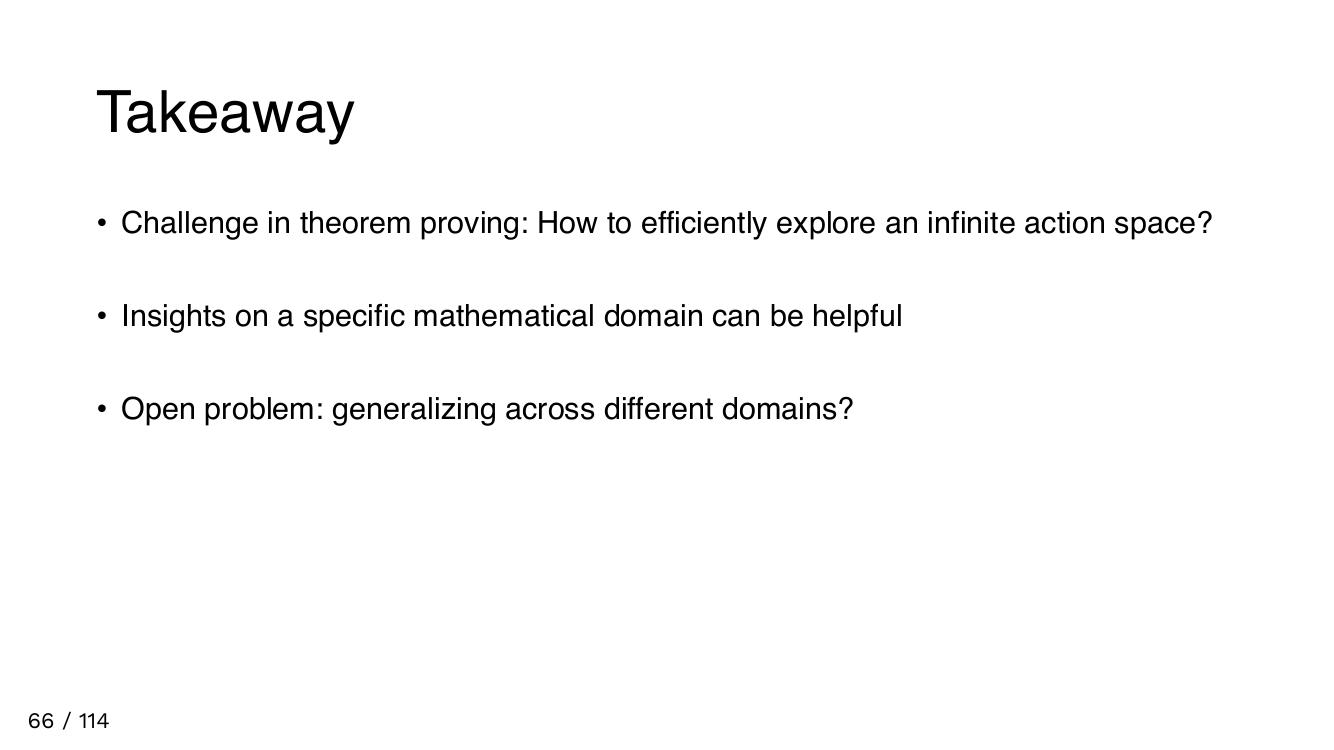 Takeaway
• Challenge in theorem proving: How to efficiently explore an infinite action space?
• Insights on a specific mathematical domain can be helpful
• Open problem: generalizing across different domains?
66 / 114